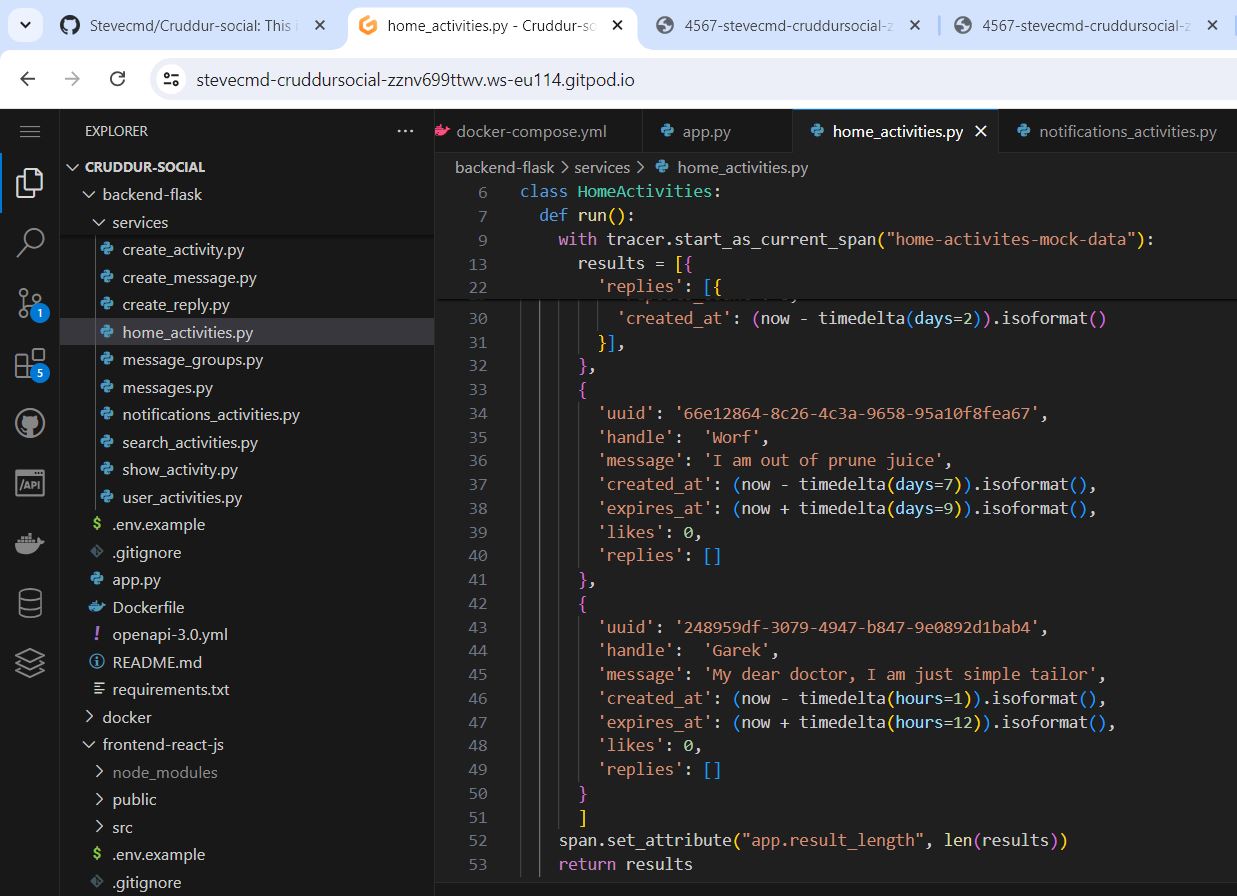 Stevecmd/Cruddur-social: This i
home_activities.py - Cruddur-so
4567-stevecmd-cruddursocial-z
4567-stevecmd-cruddursocial-z
stevecmd-cruddursocial-zznv699ttwv.ws-eu114.gitpod.io
EXPLORER
CRUDDUR-SOCIAL
backend-flask
services
create_activity.py
create_message.py
create_reply.py
home_activities.py
message_groups.py
messages.py
notifications_activities.py
search_activities.py
show_activity.py
user_activities.py
$ .env.example
.gitignore
app.py
Dockerfile
! openapi-3.0.yml
README.md
requirements.txt
docker
frontend-react-js
node_modules
public
src
$ .env.example
.gitignore
1
5
/API
docker-compose.yml
app.py
home_activities.py
notifications_activities.py
backend-flask > services > home_activities.py
6 class HomeActivities:
7 def run():
9 with tracer.start_as_current_span("home-activites-mock-data"):
13 results = [{
22 'replies': [{
30 'created_at': (now - timedelta(days=2)).isoformat()
31 }],
32 },
33 {
34 'uuid': '66e12864-8c26-4c3a-9658-95a10f8fea67',
35 'handle': 'Worf',
36 'message': 'I am out of prune juice',
37 'created_at': (now - timedelta(days=7)).isoformat(),
38 'expires_at': (now + timedelta(days=9)).isoformat(),
39 'likes': 0,
40 'replies': []
41 },
42 {
43 'uuid': '248959df-3079-4947-b847-9e0892d1bab4',
44 'handle': 'Garek',
45 'message': 'My dear doctor, I am just simple tailor',
46 'created_at': (now - timedelta(hours=1)).isoformat(),
47 'expires_at': (now + timedelta(hours=12)).isoformat(),
48 'likes': 0,
49 'replies': []
50 }
51 ]
52 span.set_attribute("app.result_length", len(results))
53 return results